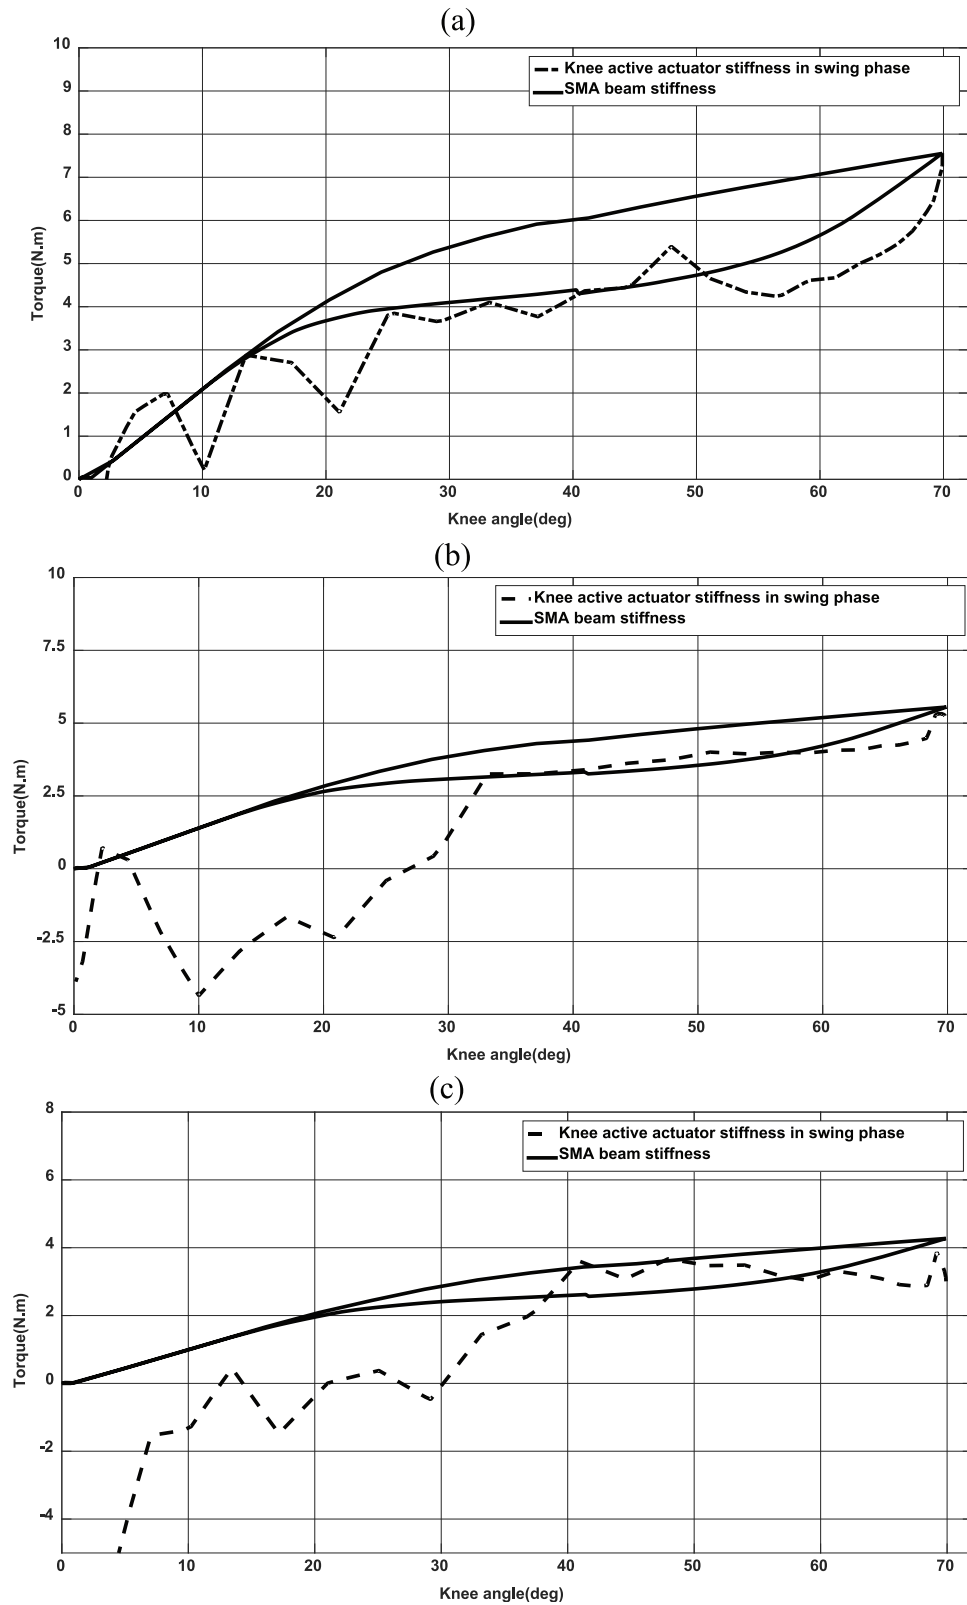 (a)
10
9
8
7
6
5
4
3
2
1
0
Torque(N.m)
Knee active actuator stiffness in swing phase
SMA beam stiffness
0 10 20 30 40 50 60 70
Knee angle(deg)
(b)
10
7.5
5
2.5
0
-2.5
-5
Torque(N.m)
Knee active actuator stiffness in swing phase
SMA beam stiffness
0 10 20 30 40 50 60 70
Knee angle(deg)
(c)
8
6
4
2
0
-2
-4
Torque(N.m)
Knee active actuator stiffness in swing phase
SMA beam stiffness
0 10 20 30 40 50 60 70
Knee angle(deg)